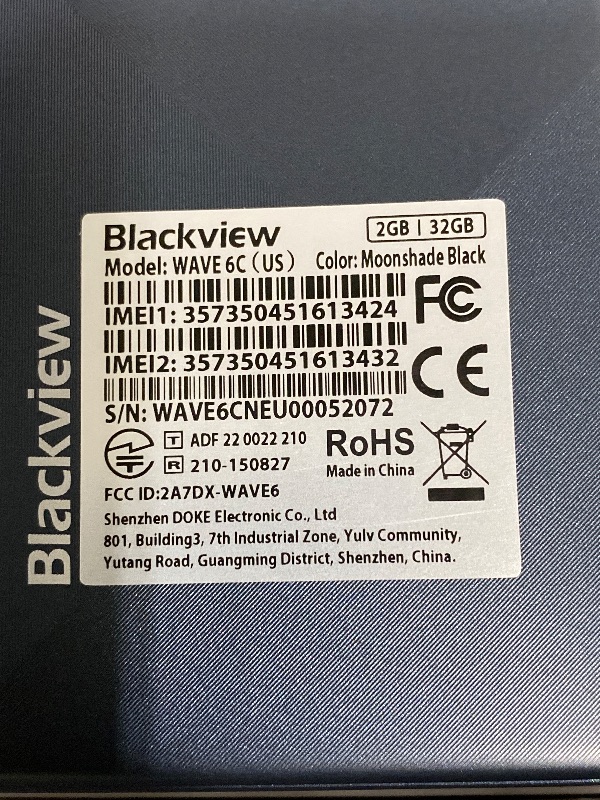 Blackview
2GB | 32GB
Model: WAVE 6C (US) Color: Moonshade Black
IMEI1: 357350451613424
FC
IMEI2: 357350451613432
CE
S/N: WAVE6CNEU00052072
T ADF 22 0022 210
R 210-150827
RoHS
Made in China
FCC ID:2A7DX-WAVE6
Shenzhen DOKE Electronic Co., Ltd
801, Building3, 7th Industrial Zone, Yulv Community,
Yutang Road, Guangming District, Shenzhen, China.
Blackview